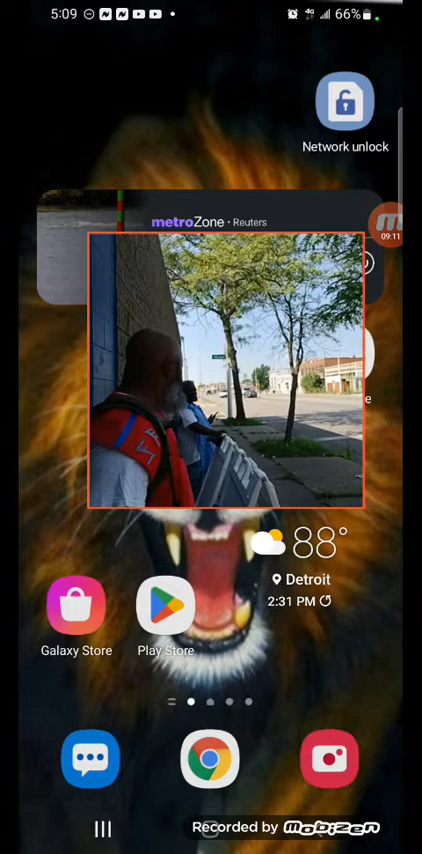 5:09
4G
66%
Network unlock
metroZone • Reuters
09:11
e
88°
Detroit
2:31 PM
Galaxy Store
Play Store
Recorded by MOBIZEN